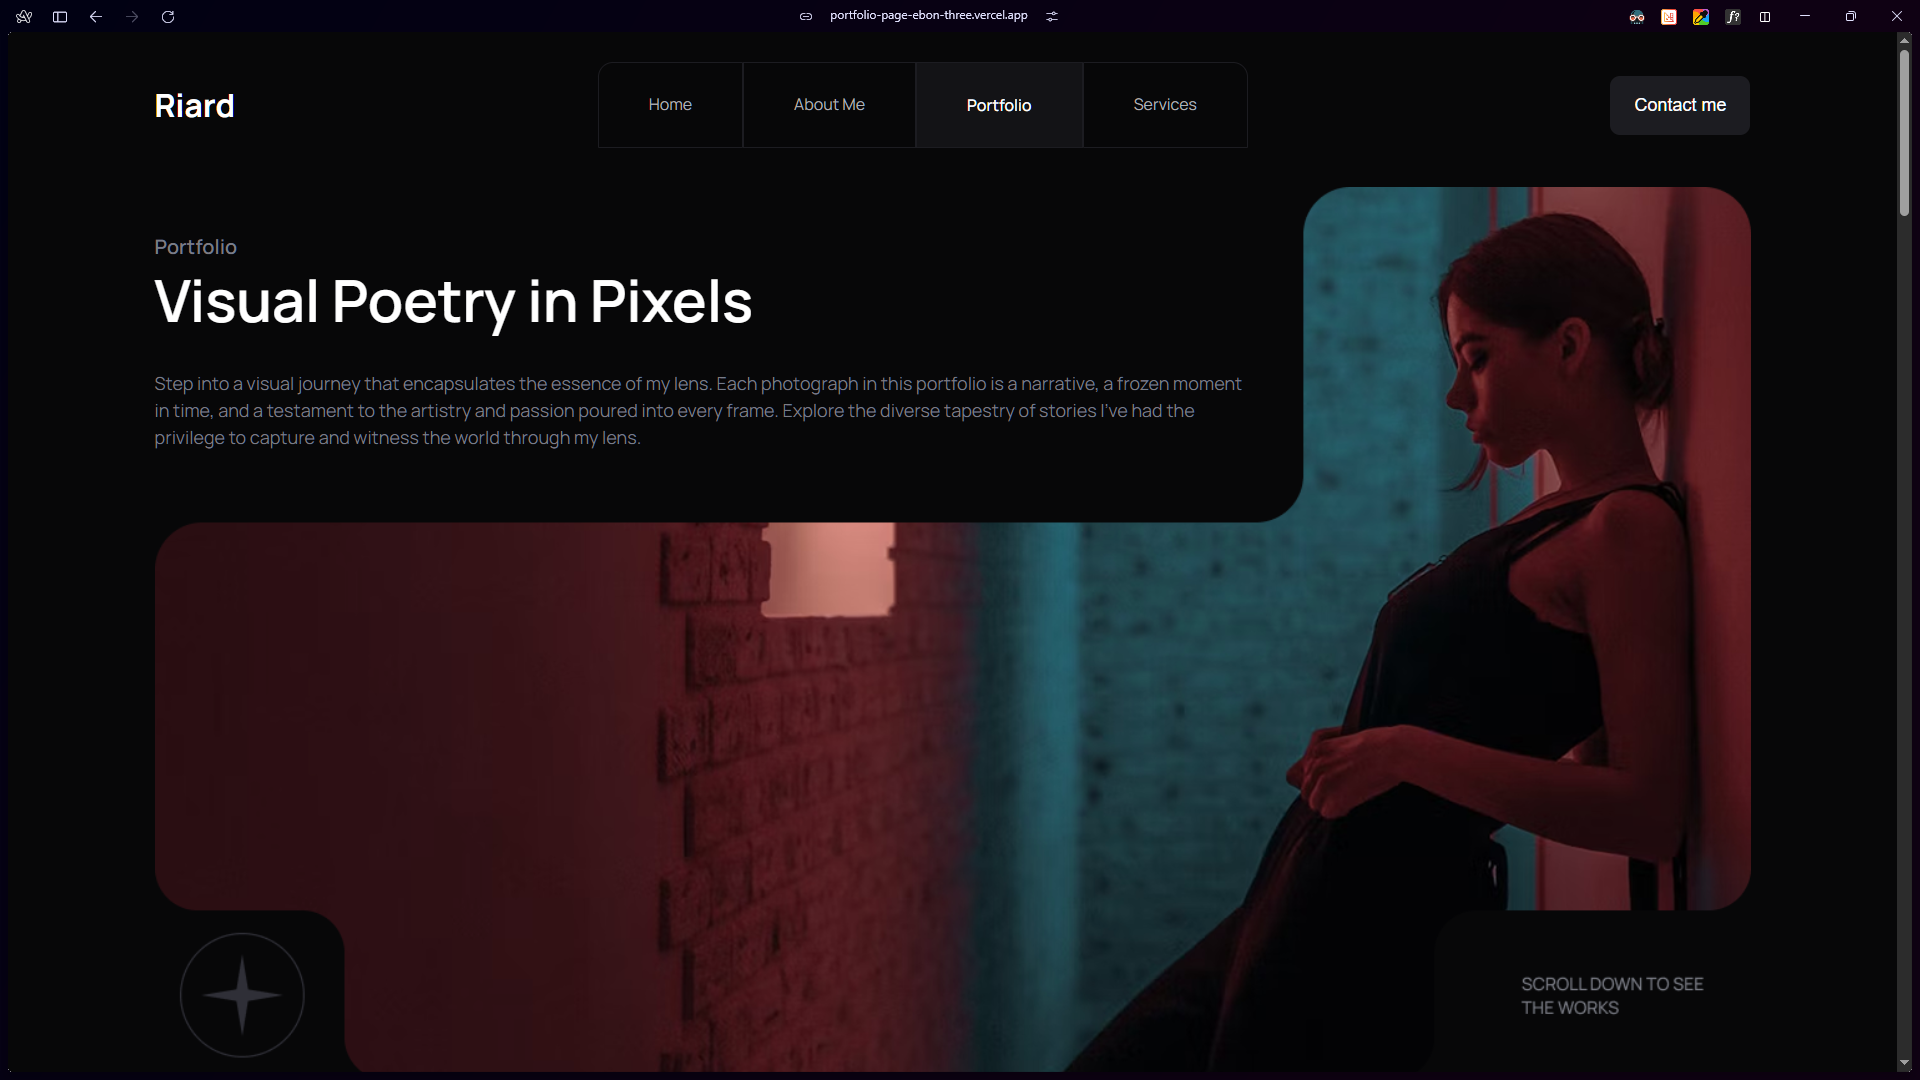 portfolio-page-ebon-three.vercel.app
Riard
Home
About Me
Portfolio
Services
Contact me
Portfolio
Visual Poetry in Pixels
Step into a visual journey that encapsulates the essence of my lens. Each photograph in this portfolio is a narrative, a frozen moment
in time, and a testament to the artistry and passion poured into every frame. Explore the diverse tapestry of stories I've had the
privilege to capture and witness the world through my lens.
SCROLL DOWN TO SEE
THE WORKS